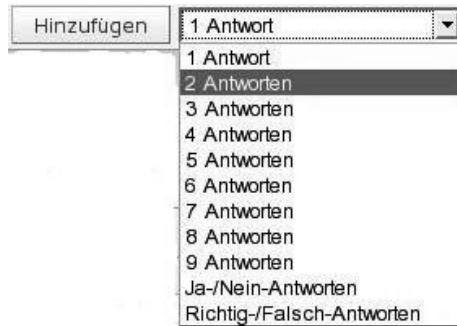 Hinzufügen 1 Antwort
1 Antwort
2 Antworten
3 Antworten
4 Antworten
5 Antworten
6 Antworten
7 Antworten
8 Antworten
9 Antworten
Ja-/Nein-Antworten
Richtig-/Falsch-Antworten